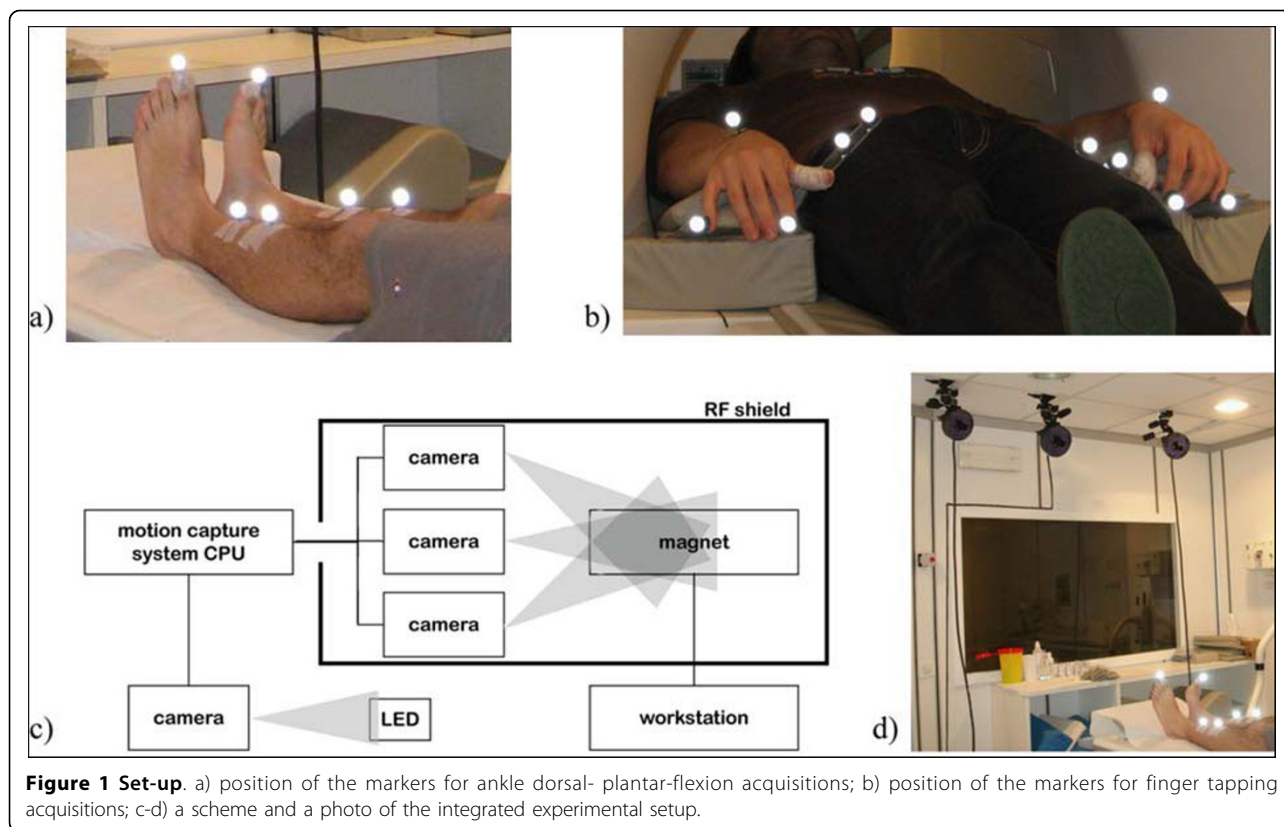 a)
b)
RF shield
camera
motion capture
system CPU
camera
magnet
camera
camera
LED
workstation
c)
d)
Figure 1 Set-up. a) position of the markers for ankle dorsal- plantar-flexion acquisitions; b) position of the markers for finger tapping
acquisitions; c-d) a scheme and a photo of the integrated experimental setup.